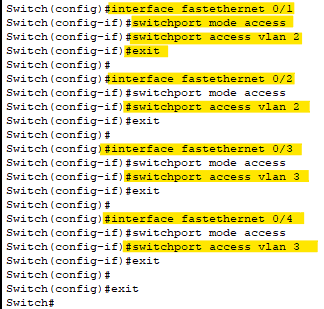 Switch(config)#interface fastethernet 0/1
Switch(config-if)#switchport mode access
Switch(config-if)#switchport access vlan 2
Switch(config-if)#exit
Switch(config)#
Switch(config)#interface fastethernet 0/2
Switch(config-if)#switchport mode access
Switch(config-if)#switchport access vlan 2
Switch(config-if)#exit
Switch(config)#
Switch(config)#interface fastethernet 0/3
Switch(config-if)#switchport mode access
Switch(config-if)#switchport access vlan 3
Switch(config-if)#exit
Switch(config)#
Switch(config)#interface fastethernet 0/4
Switch(config-if)#switchport mode access
Switch(config-if)#switchport access vlan 3
Switch(config-if)#exit
Switch(config)#
Switch(config)#exit
Switch#